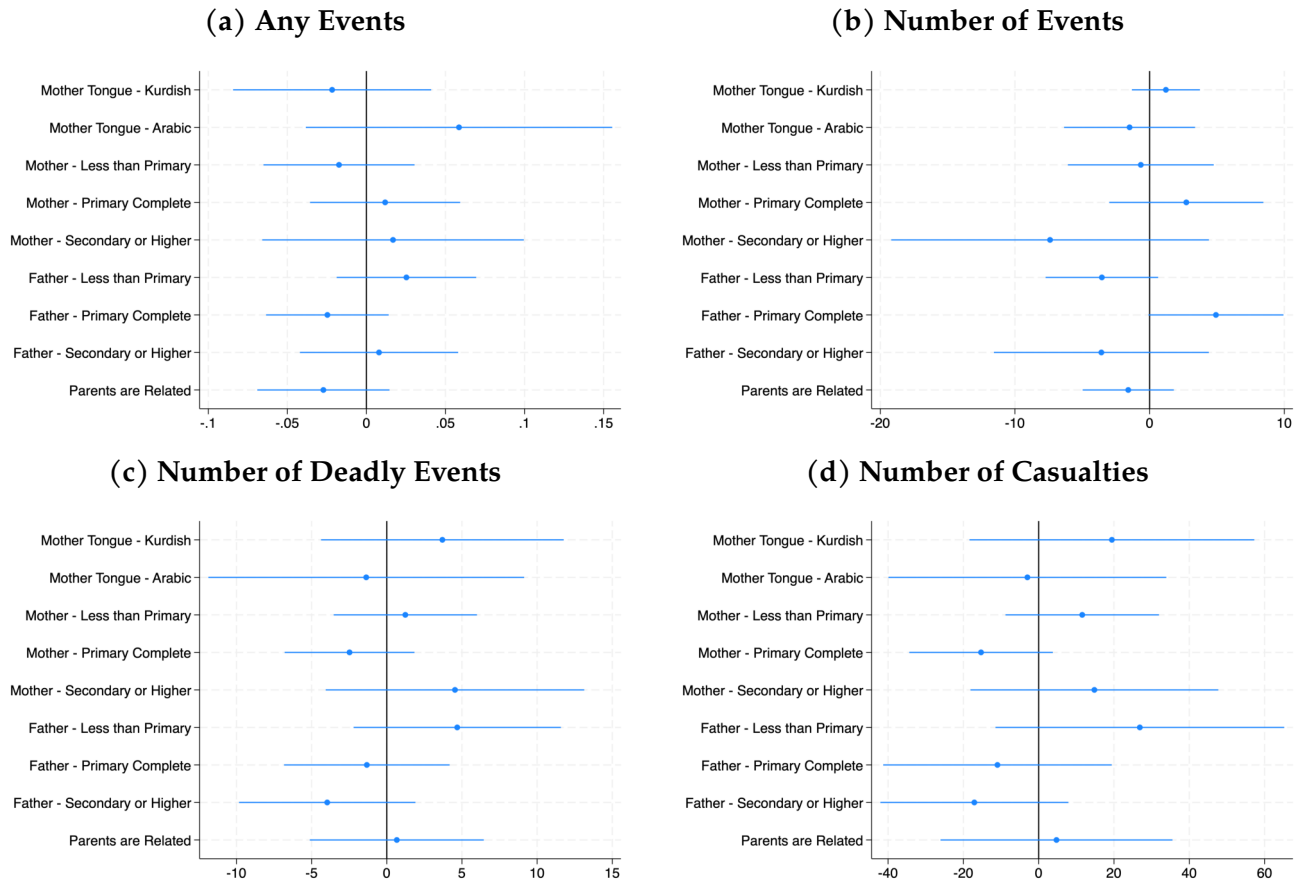 (a) Any Events
Mother Tongue - Kurdish
Mother Tongue - Arabic
Mother - Less than Primary
Mother - Primary Complete
Mother - Secondary or Higher
Father - Less than Primary
Father - Primary Complete
Father - Secondary or Higher
Parents are Related
-.1 -.05 0 .05 .1 .15
(b) Number of Events
Mother Tongue - Kurdish
Mother Tongue - Arabic
Mother - Less than Primary
Mother - Primary Complete
Mother - Secondary or Higher
Father - Less than Primary
Father - Primary Complete
Father - Secondary or Higher
Parents are Related
-20 -10 0 10
(c) Number of Deadly Events
Mother Tongue - Kurdish
Mother Tongue - Arabic
Mother - Less than Primary
Mother - Primary Complete
Mother - Secondary or Higher
Father - Less than Primary
Father - Primary Complete
Father - Secondary or Higher
Parents are Related
-10 -5 0 5 10 15
(d) Number of Casualties
Mother Tongue - Kurdish
Mother Tongue - Arabic
Mother - Less than Primary
Mother - Primary Complete
Mother - Secondary or Higher
Father - Less than Primary
Father - Primary Complete
Father - Secondary or Higher
Parents are Related
-40 -20 0 20 40 60